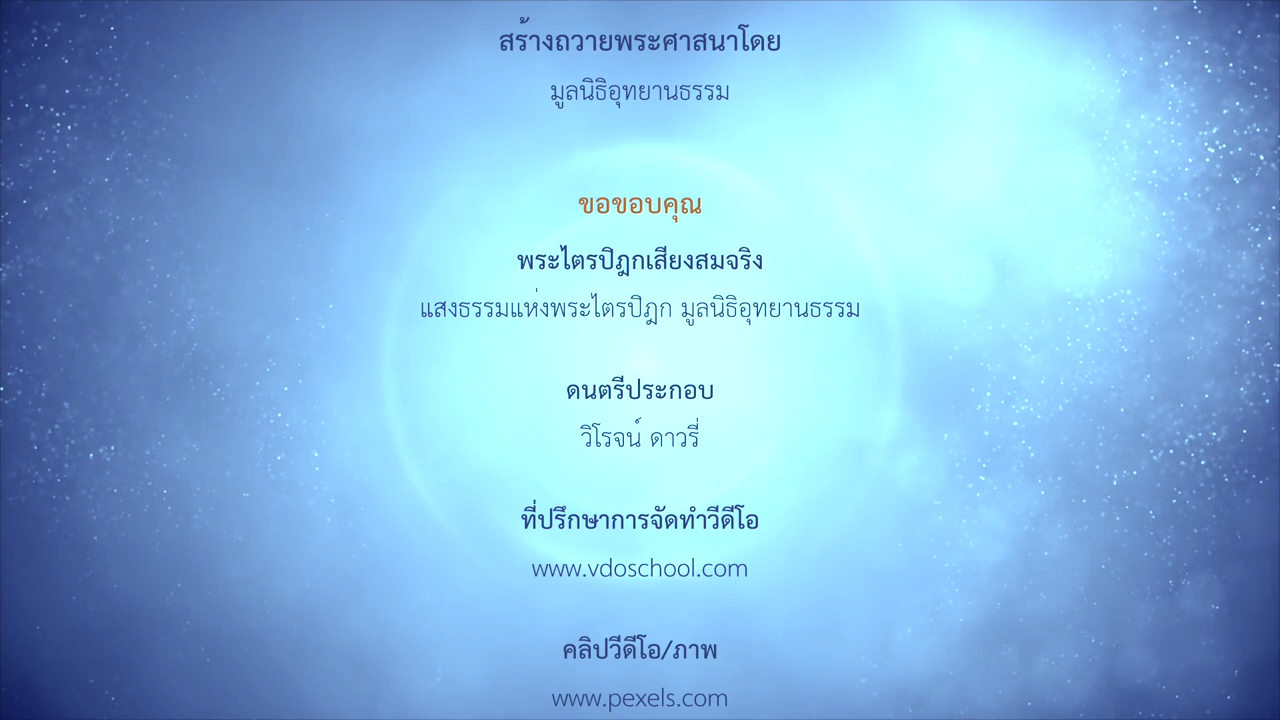 สร้างถวายพระศาสนาโดย
มูลนิธิอุทยานธรรม
ขอขอบคุณ
พระไตรปิฎกเสียงสมจริง
แสงธรรมแห่งพระไตรปิฎก มูลนิธิอุทยานธรรม
ดนตรีประกอบ
วิโรจน์ ดาวรี่
ที่ปรึกษาการจัดทำวีดีโอ
www.vdoschool.com
คลิปวีดีโอ/ภาพ
www.pexels.com